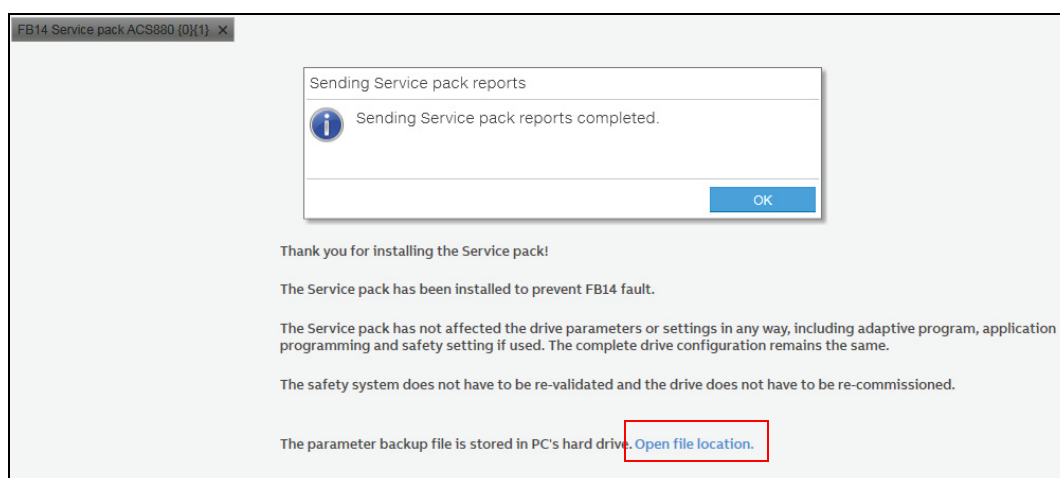 FB14 Service pack ACS880 {0}{1} ×
Sending Service pack reports
Sending Service pack reports completed.
OK
Thank you for installing the Service pack!
The Service pack has been installed to prevent FB14 fault.
The Service pack has not affected the drive parameters or settings in any way, including adaptive program, application
programming and safety setting if used. The complete drive configuration remains the same.
The safety system does not have to be re-validated and the drive does not have to be re-commissioned.
The parameter backup file is stored in PC's hard drive. Open file location.